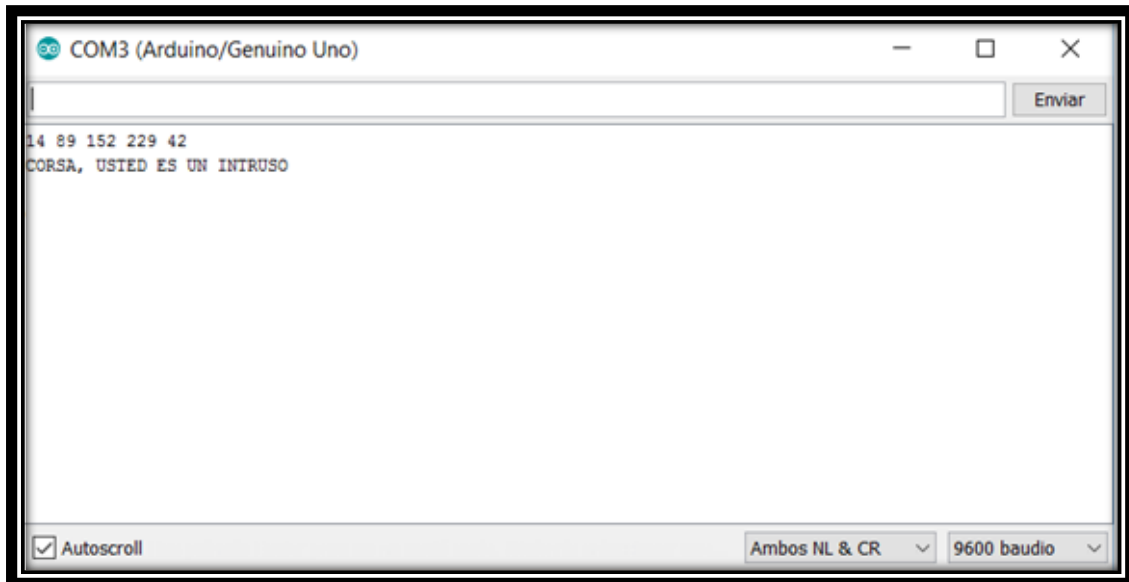 COM3 (Arduino/Genuino Uno)
Enviar
14 89 152 229 42
CORSA, USTED ES UN INTRUSO
Autoscroll
Ambos NL & CR
9600 baudio